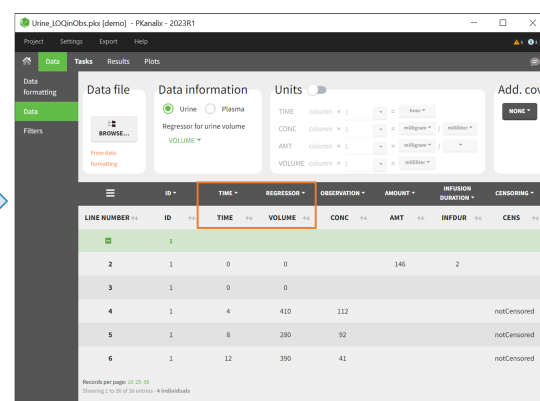 Urine_LOQinObs.pkx [demo] - PKanalix - 2023R1
Project Settings Export Help
Data Tasks Results Plots
Data formatting
Data
Filters
Data file
BROWSE...
From data formatting
Data information
Urine Plasma
Regressor for urine volume
VOLUME
Units
TIME column × 1 = hour
CONC column × 1 = milligram / milliliter
AMT column × 1 = milligram /
VOLUME column × 1 = milliliter
Add. cov
NONE
ID TIME REGRESSOR OBSERVATION AMOUNT INFUSION DURATION CENSORING
LINE NUMBER ID TIME VOLUME CONC AMT INFDUR CENS
1
2 1 0 0 146 2
3 1 0 0
4 1 4 410 112 notCensored
5 1 8 280 92 notCensored
6 1 12 390 41 notCensored
Records per page: 10 25 36
Showing 1 to 36 of 36 entries - 4 individuals